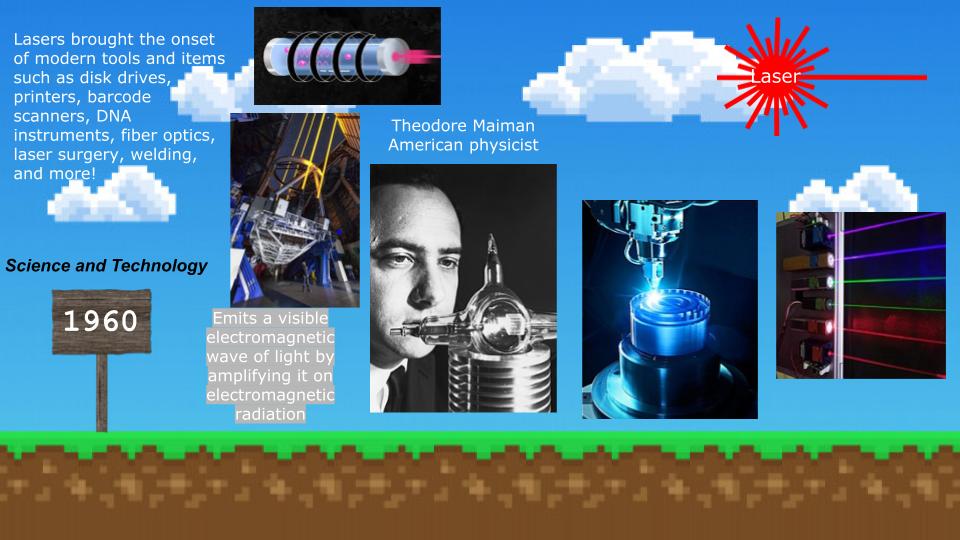 Lasers brought the onset
of modern tools and items
such as disk drives,
printers, barcode
scanners, DNA
instruments, fiber optics,
laser surgery, welding,
and more!
Laser
Theodore Maiman
American physicist
Science and Technology
1960
Emits a visible
electromagnetic
wave of light by
amplifying it on
electromagnetic
radiation